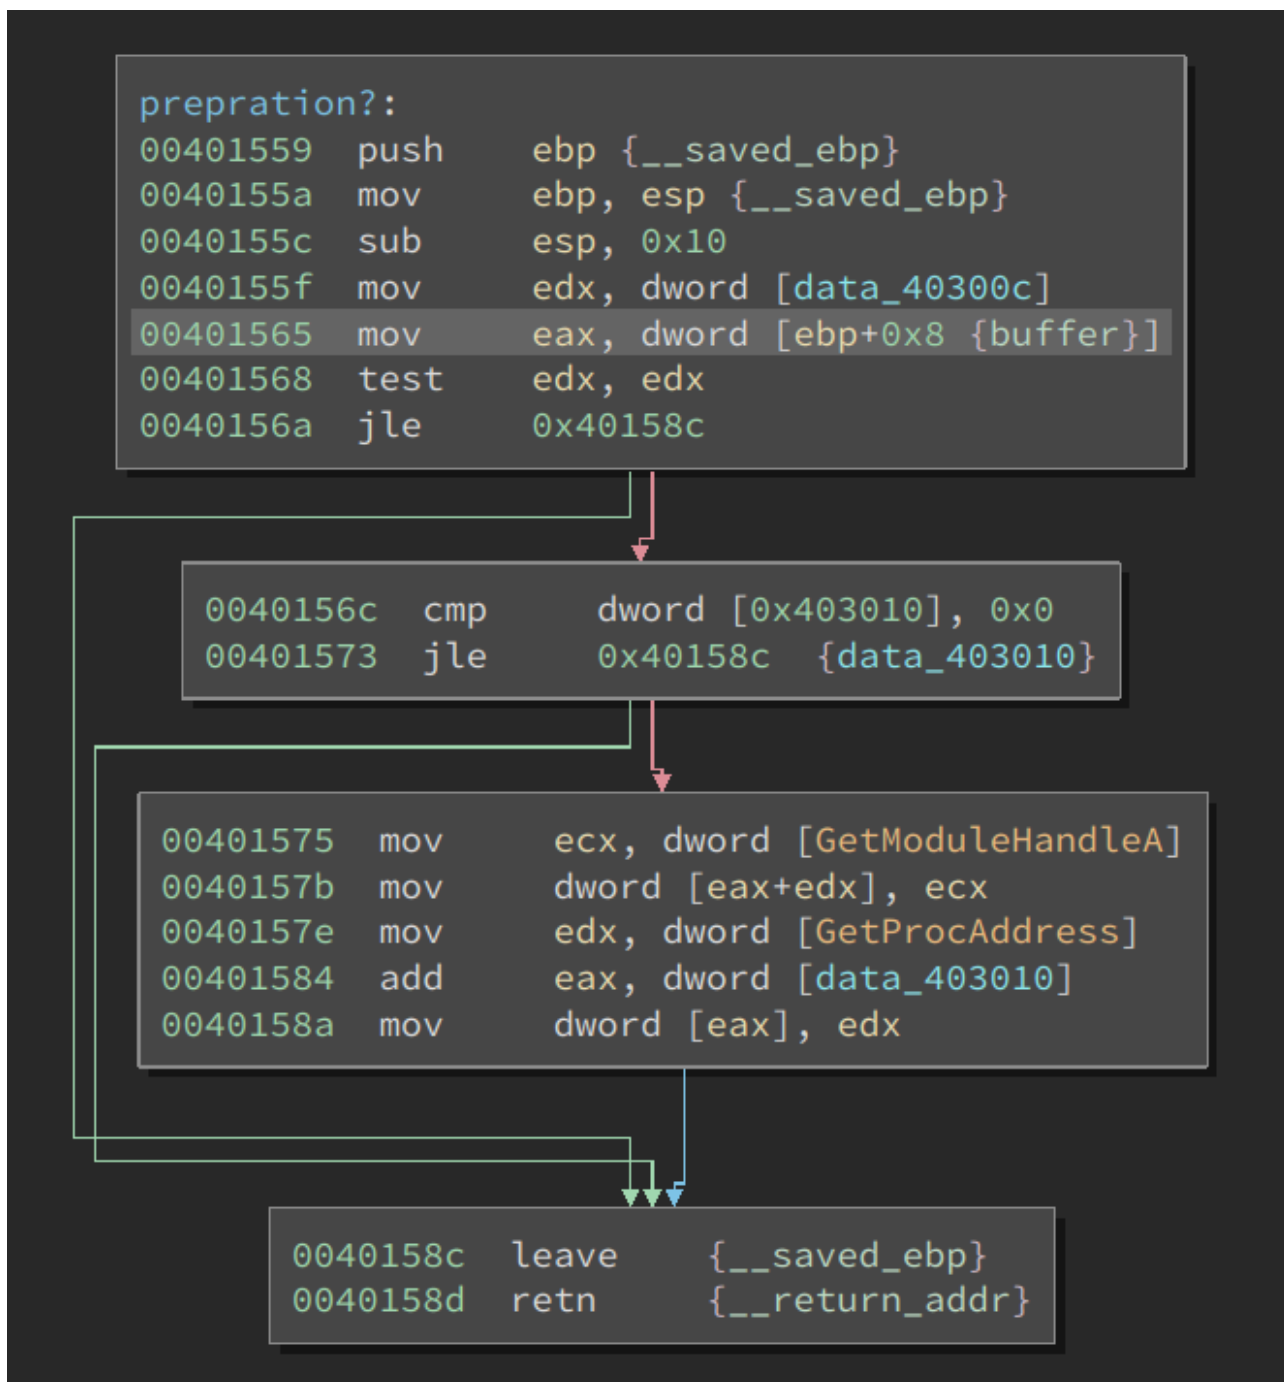 prepration?:
00401559 push ebp {__saved_ebp}
0040155a mov ebp, esp {__saved_ebp}
0040155c sub esp, 0x10
0040155f mov edx, dword [data_40300c]
00401565 mov eax, dword [ebp+0x8 {buffer}]
00401568 test edx, edx
0040156a jle 0x40158c
0040156c cmp dword [0x403010], 0x0
00401573 jle 0x40158c {data_403010}
00401575 mov ecx, dword [GetModuleHandleA]
0040157b mov dword [eax+edx], ecx
0040157e mov edx, dword [GetProcAddress]
00401584 add eax, dword [data_403010]
0040158a mov dword [eax], edx
0040158c leave {__saved_ebp}
0040158d retn {__return_addr}